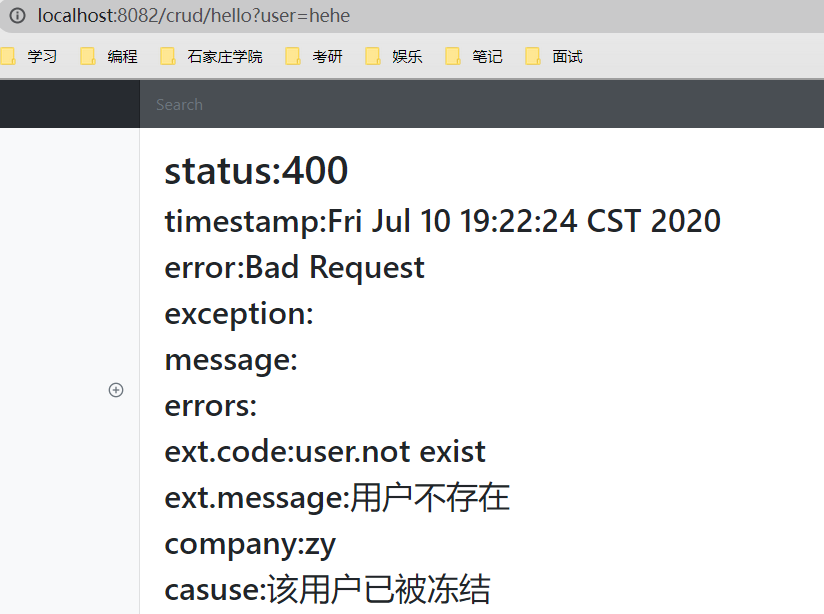 localhost:8082/crud/hello?user=hehe
学习 编程 石家庄学院 考研 娱乐 笔记 面试
Search
status:400
timestamp:Fri Jul 10 19:22:24 CST 2020
error:Bad Request
exception:
message:
errors:
ext.code:user.not exist
ext.message:用户不存在
company:zy
casuse:该用户已被冻结